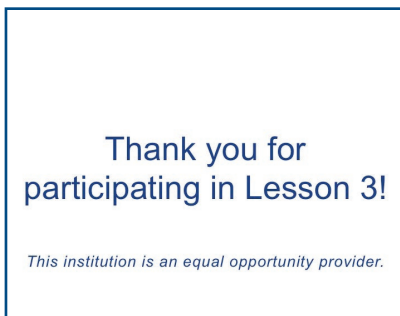 Thank you for
participating in Lesson 3!
This institution is an equal opportunity provider.